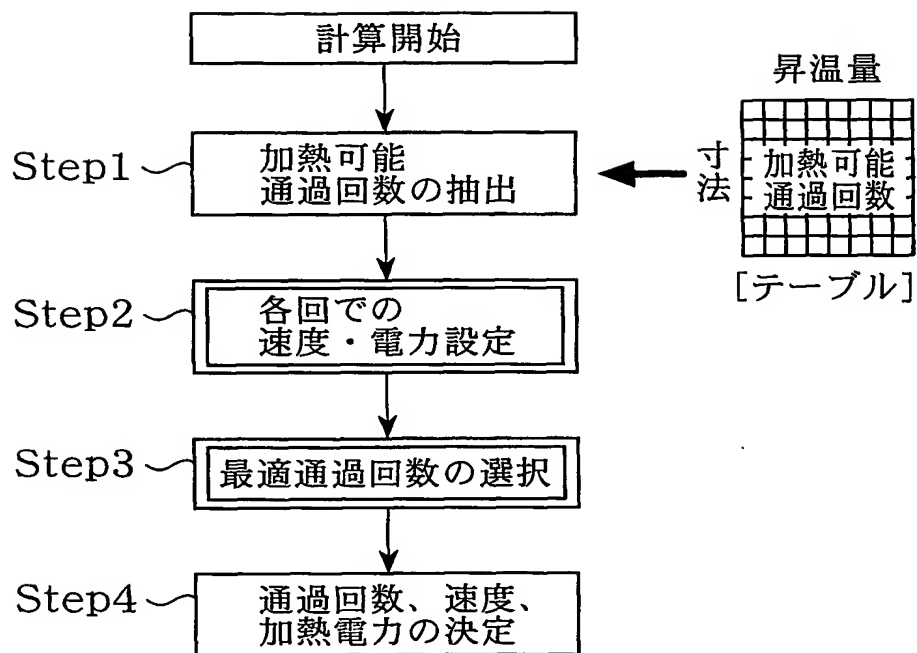 計算開始
Step1
加熱可能
通過回数の抽出
昇温量
寸法
加熱可能
通過回数
[テーブル]
Step2
各回での
速度・電力設定
Step3
最適通過回数の選択
Step4
通過回数、速度、
加熱電力の決定